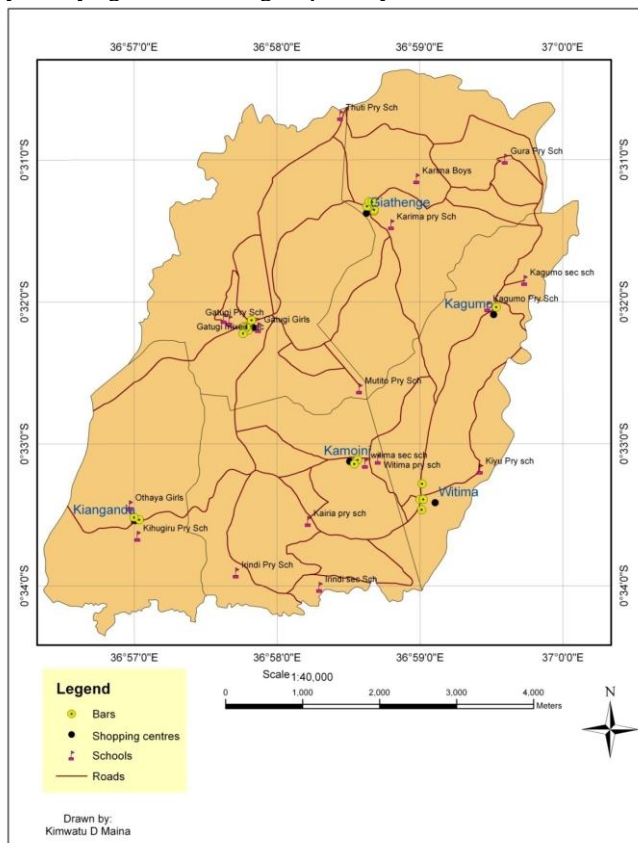 36°57'0"E
36°58'0"E
36°59'0"E
37°0'0"E
0°31'0"S
0°31'0"S
Thuti Pry Sch
Gura Pry Sch
Karima Boys
Giathenge
Karima pry Sch
Kagumo sec sch
0°32'0"S
0°32'0"S
Kagumo
Kagumo Pry Sch
Gatugi Pry Sch
Gatugi Girls
Gatugi
Mutito Pry Sch
0°33'0"S
0°33'0"S
Kamoini
witima sec sch
Witima pry sch
Kiyu Pry sch
Witima
Othaya Girls
Kianganda
Kihugiru Pry Sch
Kairia pry sch
Irindi Pry Sch
Irindi sec Sch
0°34'0"S
0°34'0"S
36°57'0"E
36°58'0"E
36°59'0"E
37°0'0"E
Scale 1:40,000
0 1,000 2,000 3,000 4,000
Meters
N
Legend
Bars
Shopping centres
Schools
Roads
Drawn by:
Kimwatu D Maina